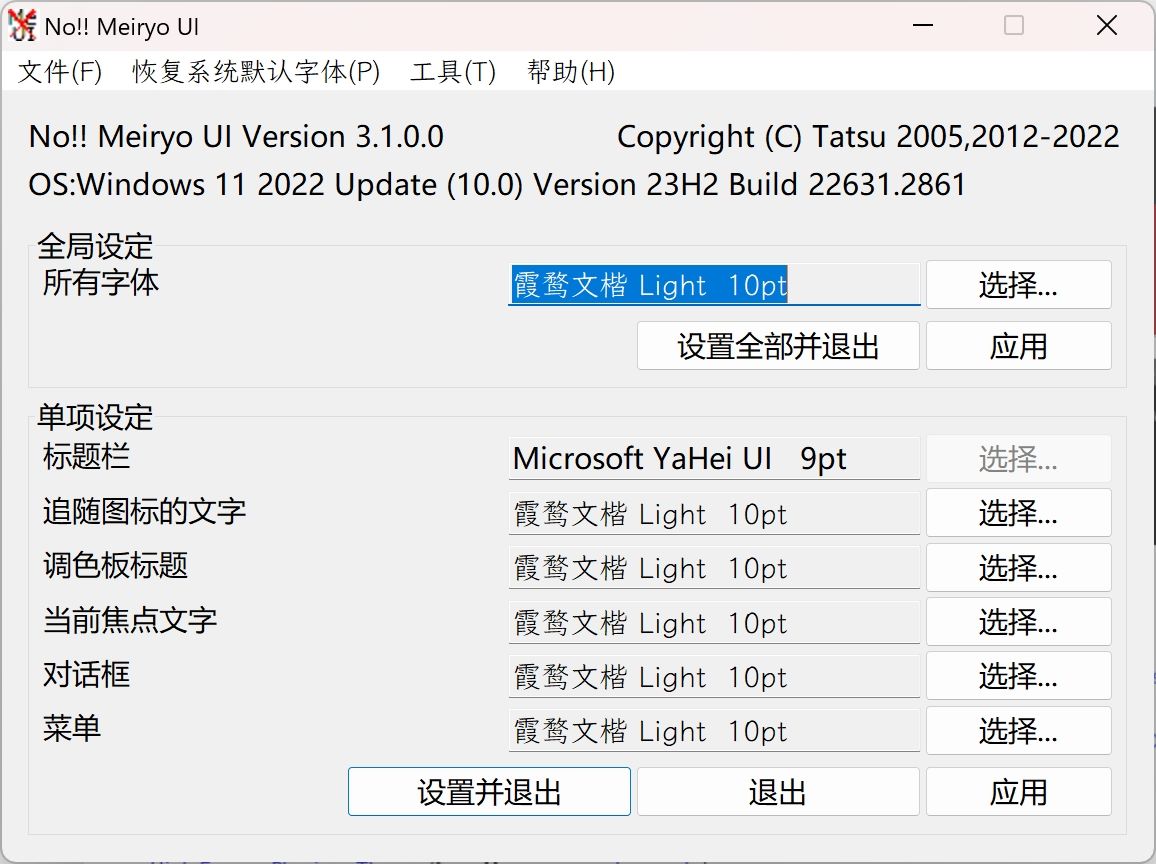 No!! Meiryo UI
文件(F) 恢复系统默认字体(P) 工具(T) 帮助(H)
No!! Meiryo UI Version 3.1.0.0 Copyright (C) Tatsu 2005,2012-2022
OS:Windows 11 2022 Update (10.0) Version 23H2 Build 22631.2861
全局设定
所有字体 霞鹜文楷 Light 10pt 选择...
设置全部并退出 应用
单项设定
标题栏 Microsoft YaHei UI 9pt 选择...
追随图标的文字 霞鹜文楷 Light 10pt 选择...
调色板标题 霞鹜文楷 Light 10pt 选择...
当前焦点文字 霞鹜文楷 Light 10pt 选择...
对话框 霞鹜文楷 Light 10pt 选择...
菜单 霞鹜文楷 Light 10pt 选择...
设置并退出 退出 应用